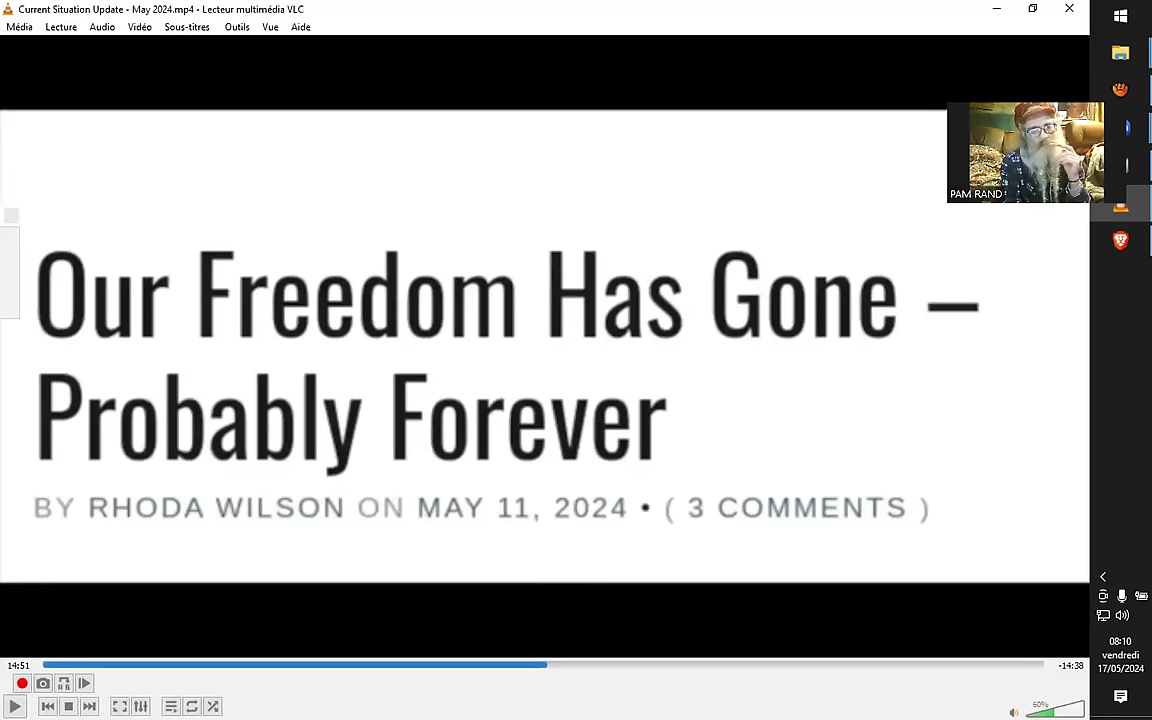 Current Situation Update - May 2024.mp4 - Lecteur multimédia VLC
Média Lecture Audio Vidéo Sous-titres Outils Vue Aide
PAM RAND
Our Freedom Has Gone –
Probably Forever
BY RHODA WILSON ON MAY 11, 2024 • ( 3 COMMENTS )
14:51
-14:38
60%
08:10
vendredi
17/05/2024